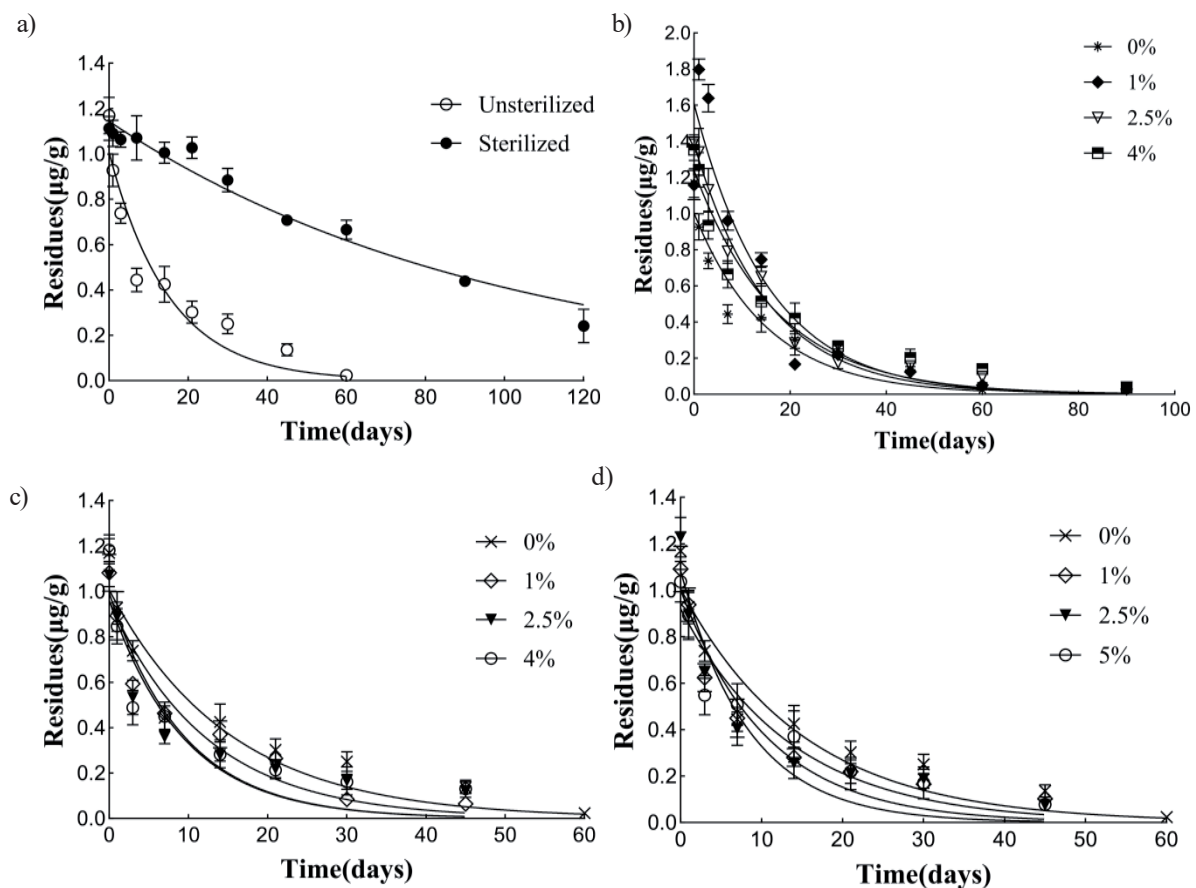 a)
1.4
1.2
1.0
0.8
0.6
0.4
0.2
0.0
Residues(μg/g)
0 20 40 60 80 100 120
Time(days)
Unsterilized
Sterilized
b)
2.0
1.8
1.6
1.4
1.2
1.0
0.8
0.6
0.4
0.2
0.0
Residues(μg/g)
0 20 40 60 80 100
Time(days)
0%
1%
2.5%
4%
c)
1.4
1.2
1.0
0.8
0.6
0.4
0.2
0.0
Residues(μg/g)
0 10 20 30 40 50 60
Time(days)
0%
1%
2.5%
4%
d)
1.4
1.2
1.0
0.8
0.6
0.4
0.2
0.0
Residues(μg/g)
0 10 20 30 40 50 60
Time(days)
0%
1%
2.5%
5%